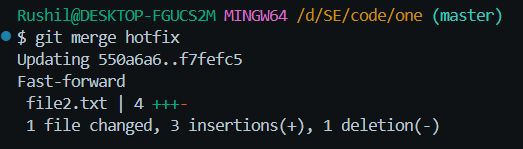 Rushil@DESKTOP-FGUCS2M MINGW64 /d/SE/code/one (master)
$ git merge hotfix
Updating 550a6a6..f7fefc5
Fast-forward
 file2.txt | 4 +++-
 1 file changed, 3 insertions(+), 1 deletion(-)